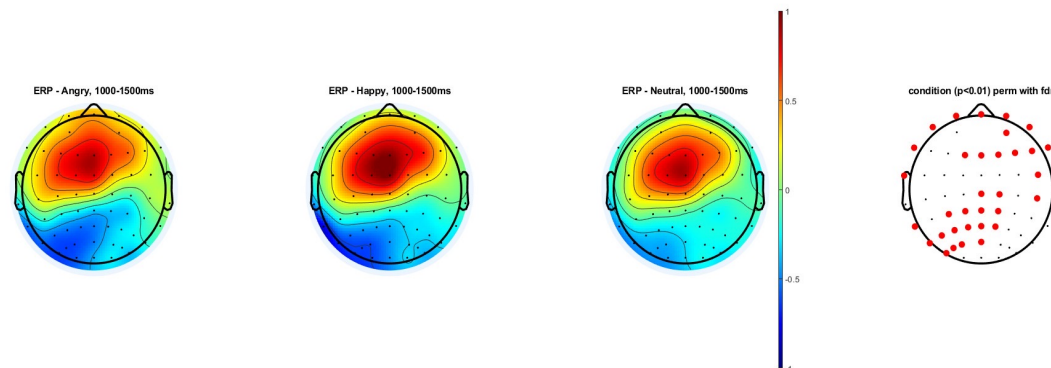 ERP - Angry, 1000-1500ms
ERP - Happy, 1000-1500ms
ERP - Neutral, 1000-1500ms
condition (p<0.01) perm with fdr
1
0.5
0
-0.5
-1